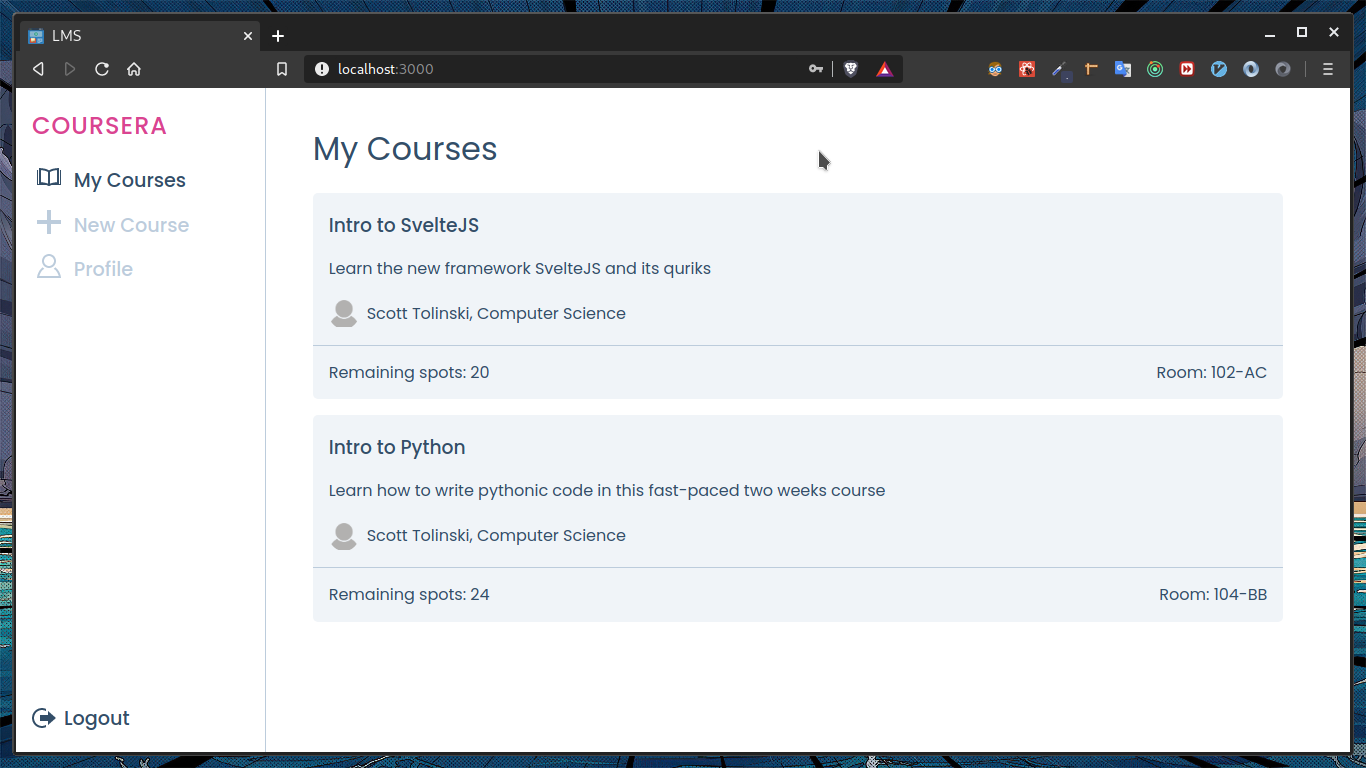 LMS
localhost:3000
COURSERA
My Courses
New Course
Profile
Logout
My Courses
Intro to SvelteJS
Learn the new framework SvelteJS and its quriks
Scott Tolinski, Computer Science
Remaining spots: 20
Room: 102-AC
Intro to Python
Learn how to write pythonic code in this fast-paced two weeks course
Scott Tolinski, Computer Science
Remaining spots: 24
Room: 104-BB